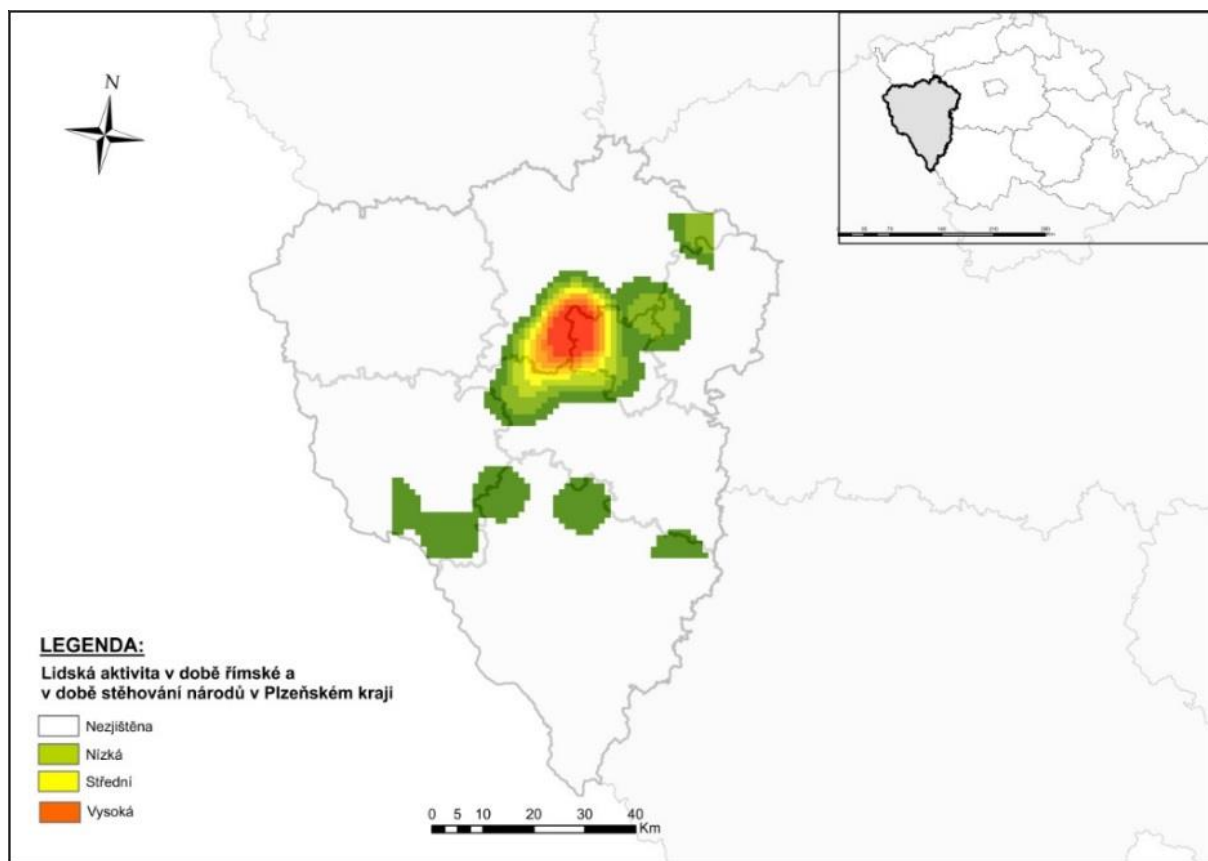 N
LEGENDA:
Lidská aktivita v době římské a
v době stěhování národů v Plzeňském kraji
Nezjištěna
Nízká
Střední
Vysoká
0 5 10 20 30 40
Km